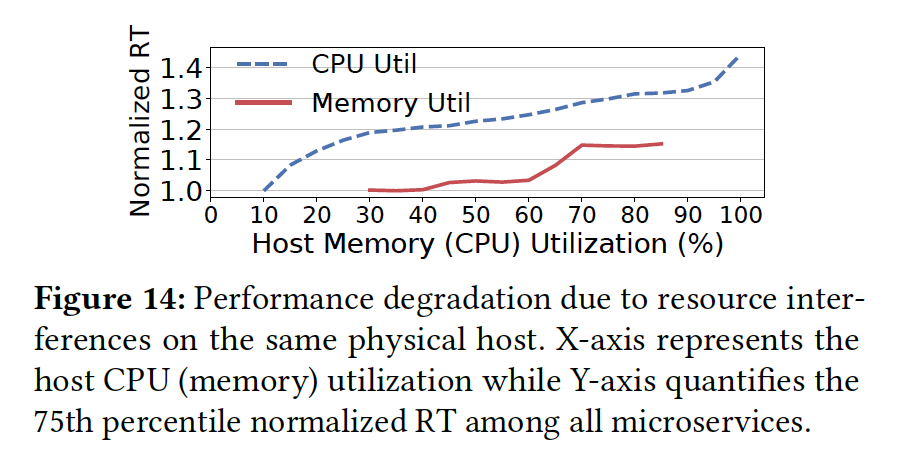 Normalized RT
1.4
1.3
1.2
1.1
1.0
CPU Util
Memory Util
0 10 20 30 40 50 60 70 80 90 100
Host Memory (CPU) Utilization (%)
Figure 14: Performance degradation due to resource inter-
ferences on the same physical host. X-axis represents the
host CPU (memory) utilization while Y-axis quantifies the
75th percentile normalized RT among all microservices.